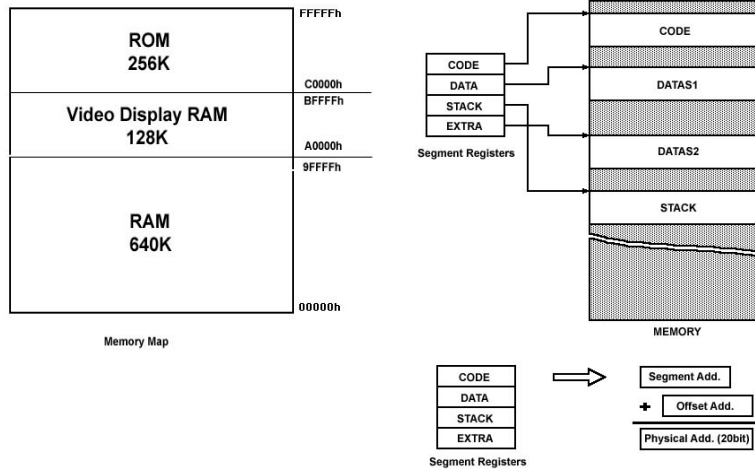 FFFFFh
ROM
256K
C0000h
BFFFFh
Video Display RAM
128K
A0000h
9FFFFh
RAM
640K
00000h
Memory Map
CODE
DATA
STACK
EXTRA
Segment Registers
CODE
DATAS1
DATAS2
STACK
MEMORY
CODE
DATA
STACK
EXTRA
Segment Registers
Segment Add.
+ Offset Add.
Physical Add. (20bit)